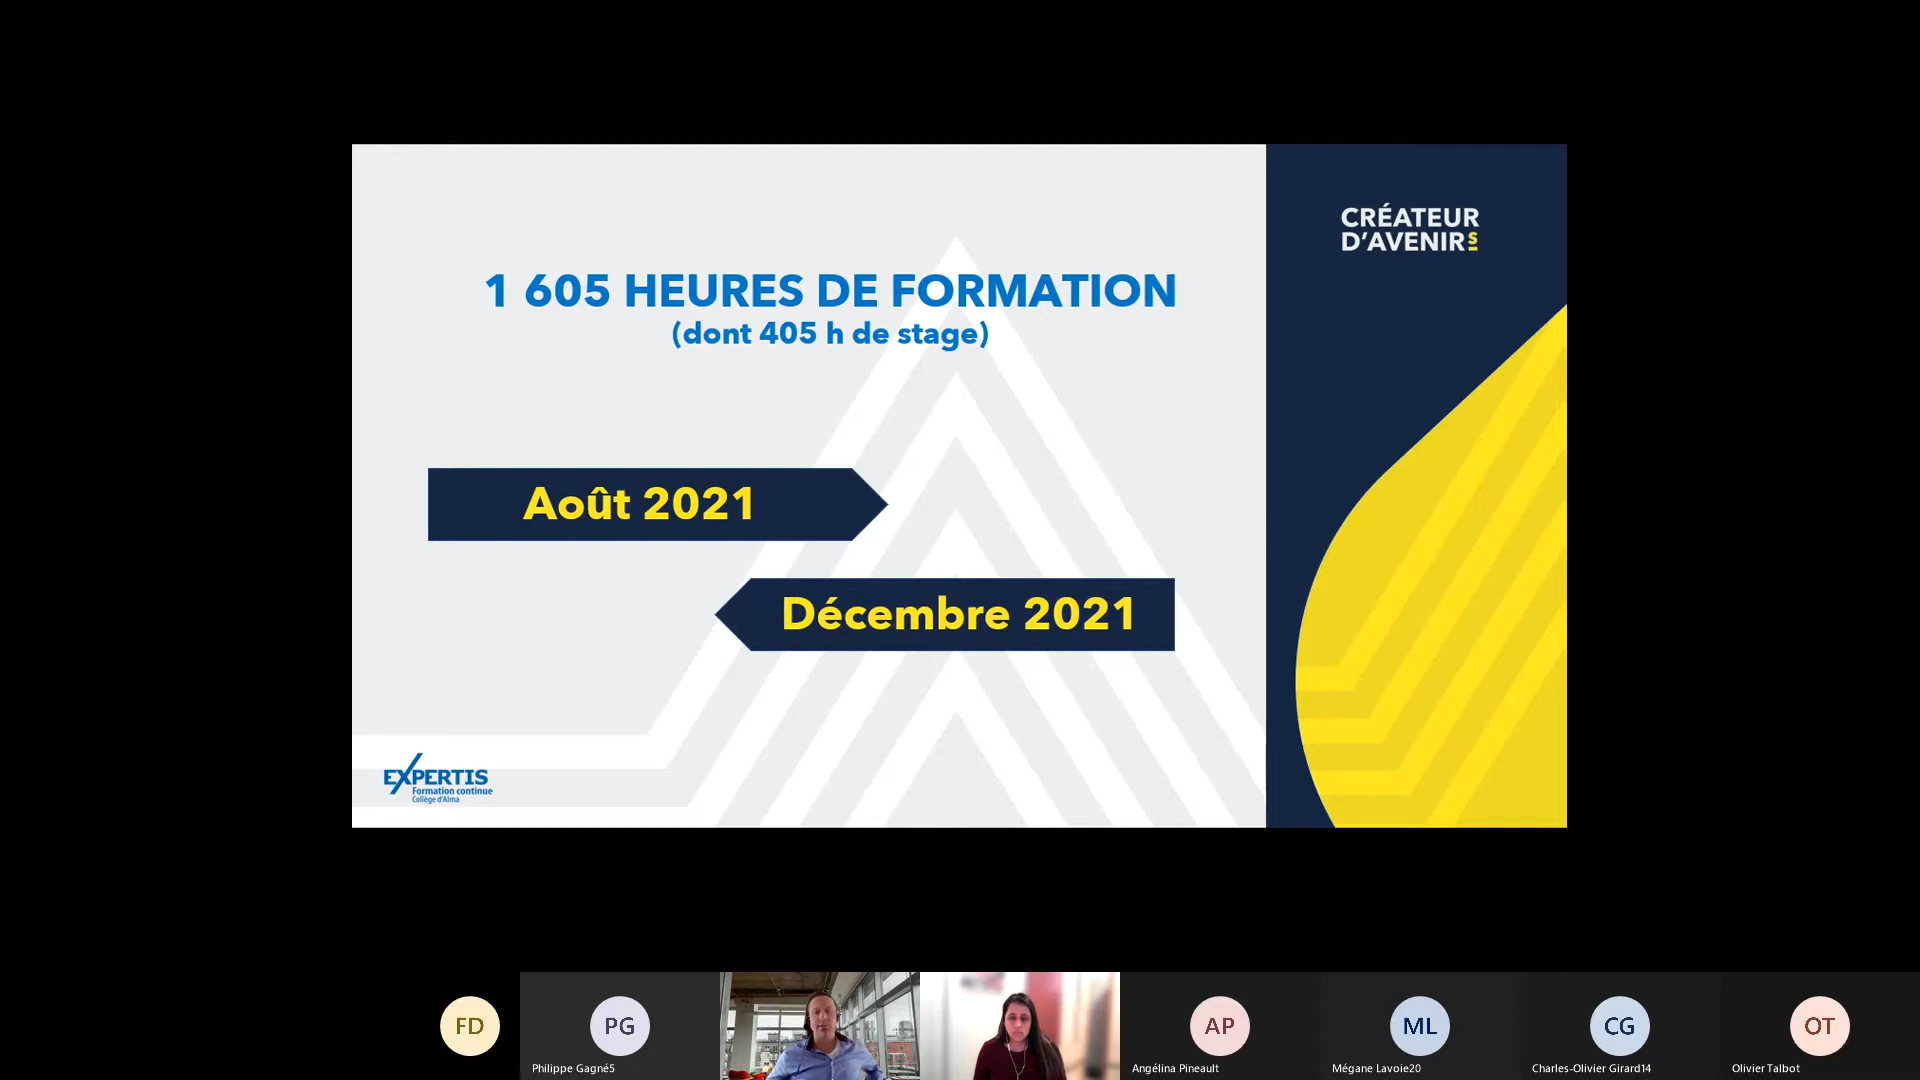 CRÉATEUR
D'AVENIRS
1 605 HEURES DE FORMATION
(dont 405 h de stage)
Août 2021
Décembre 2021
EXPERTIS
Formation continue
Collège d'Alma
FD
PG
AP
ML
CG
OT
Philippe Gagné5
Angélina Pineault
Mégane Lavoie20
Charles-Olivier Girard14
Olivier Talbot